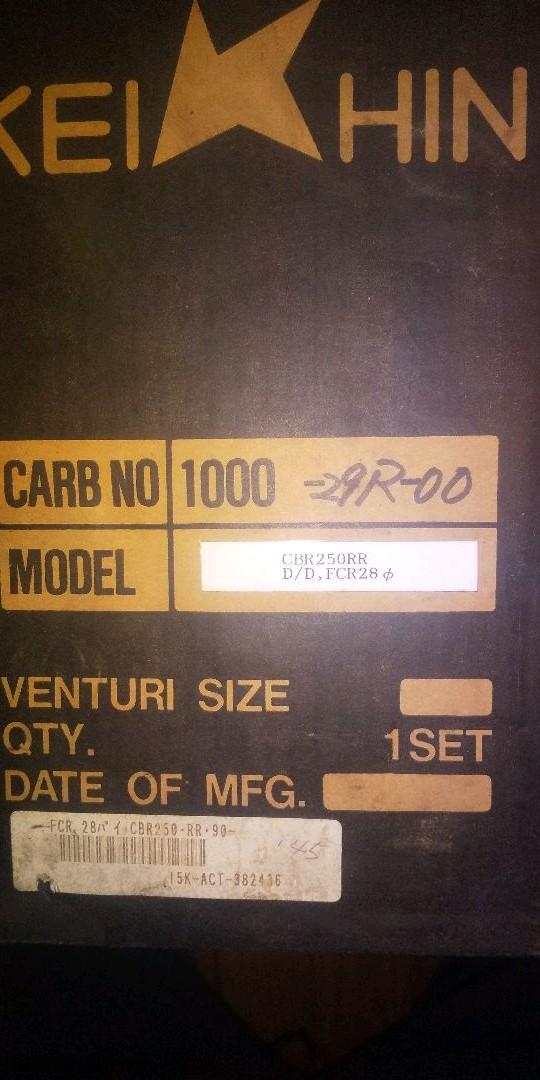 KEIHIN
CARB NO 1000 -29R-00
MODEL CBR250RR
D/D,FCR28φ
VENTURI SIZE
QTY. 1SET
DATE OF MFG.
FCR 28パイ CBR250-RR・90-
'45
15K-ACT-382436